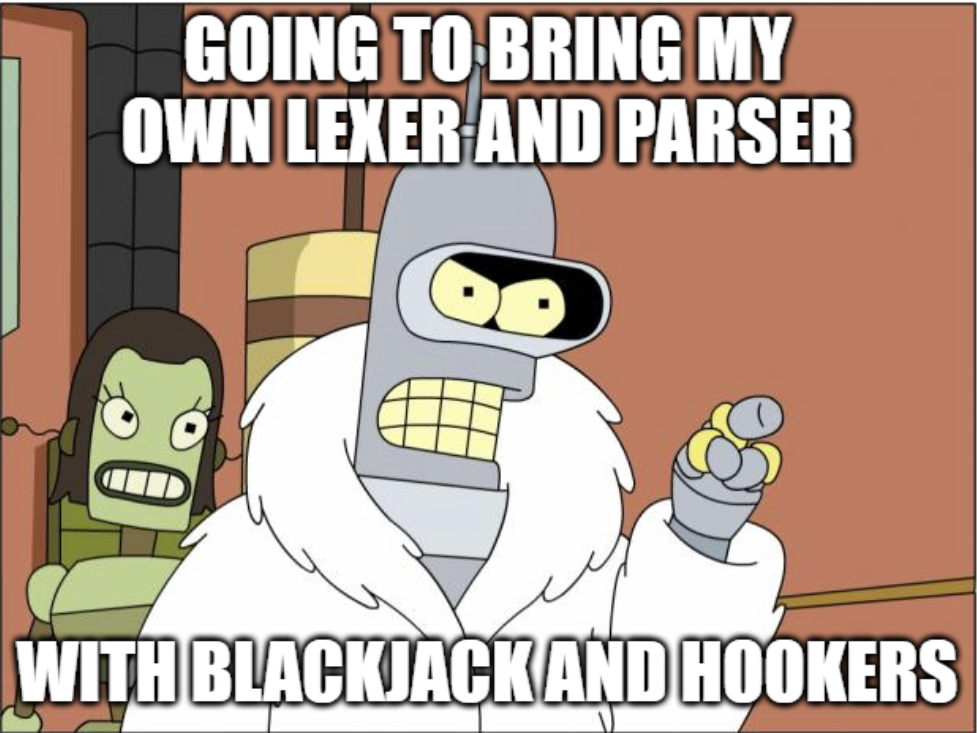 GOING TO BRING MY
OWN LEXER AND PARSER
WITH BLACKJACK AND HOOKERS